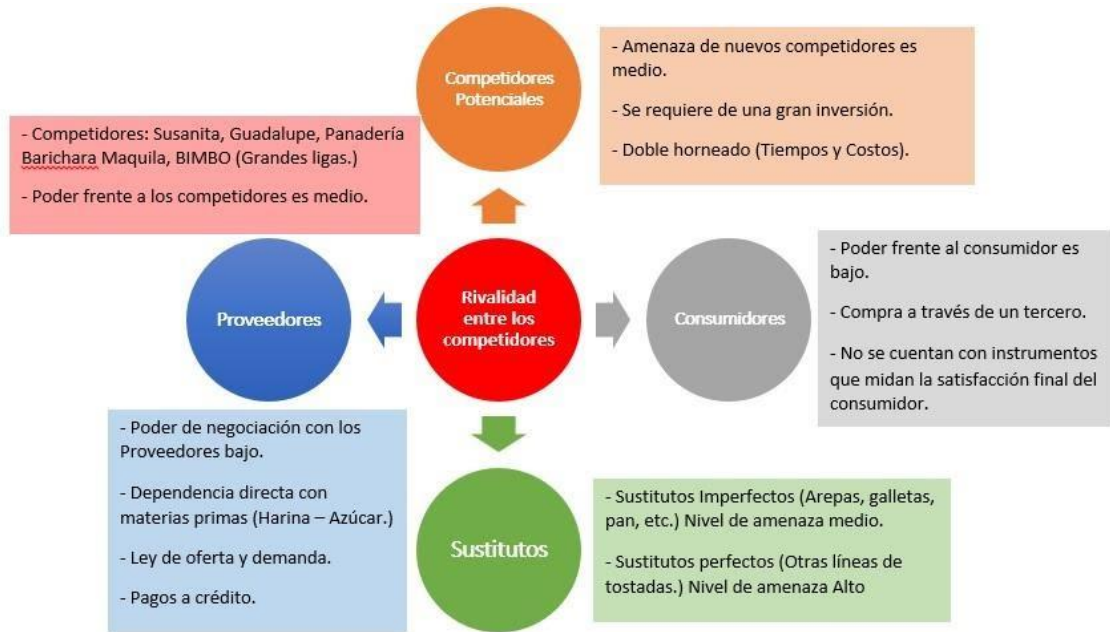 Competidores
Potenciales
- Amenaza de nuevos competidores es
medio.
- Se requiere de una gran inversión.
- Doble horneado (Tiempos y Costos).
- Competidores: Susanita, Guadalupe, Panadería
Barichara Maquila, BIMBO (Grandes ligas.)
- Poder frente a los competidores es medio.
Proveedores
Rivalidad
entre los
competidores
Consumidores
- Poder frente al consumidor es
bajo.
- Compra a través de un tercero.
- No se cuentan con instrumentos
que midan la satisfacción final del
consumidor.
- Poder de negociación con los
Proveedores bajo.
- Dependencia directa con
materias primas (Harina – Azúcar.)
- Ley de oferta y demanda.
- Pagos a crédito.
Sustitutos
- Sustitutos Imperfectos (Arepas, galletas,
pan, etc.) Nivel de amenaza medio.
- Sustitutos perfectos (Otras líneas de
tostadas.) Nivel de amenaza Alto